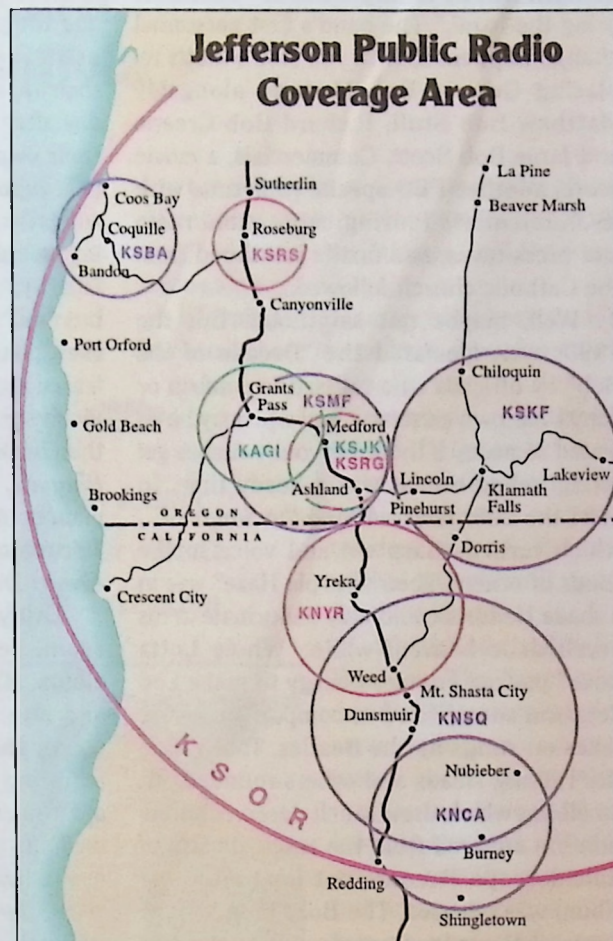 Jefferson Public Radio
Coverage Area
La Pine
Beaver Marsh
Coos Bay
Sutherlin
Coquille
KSBA
Roseburg
KSRS
Bandon
Canyonville
Port Orford
Chiloquin
Grants
Pass
KSMF
KSKF
Gold Beach
Medford
KAGI
KSJK
KSRG
Lakeview
Ashland
Lincoln
Klamath
Falls
Pinehurst
Brookings
OREGON
CALIFORNIA
Dorris
Crescent City
Yreka
KNYR
Weed
Mt. Shasta City
Dunsmuir
KNSQ
KSOR
Nubieber
KNCA
Burney
Redding
Shingletown